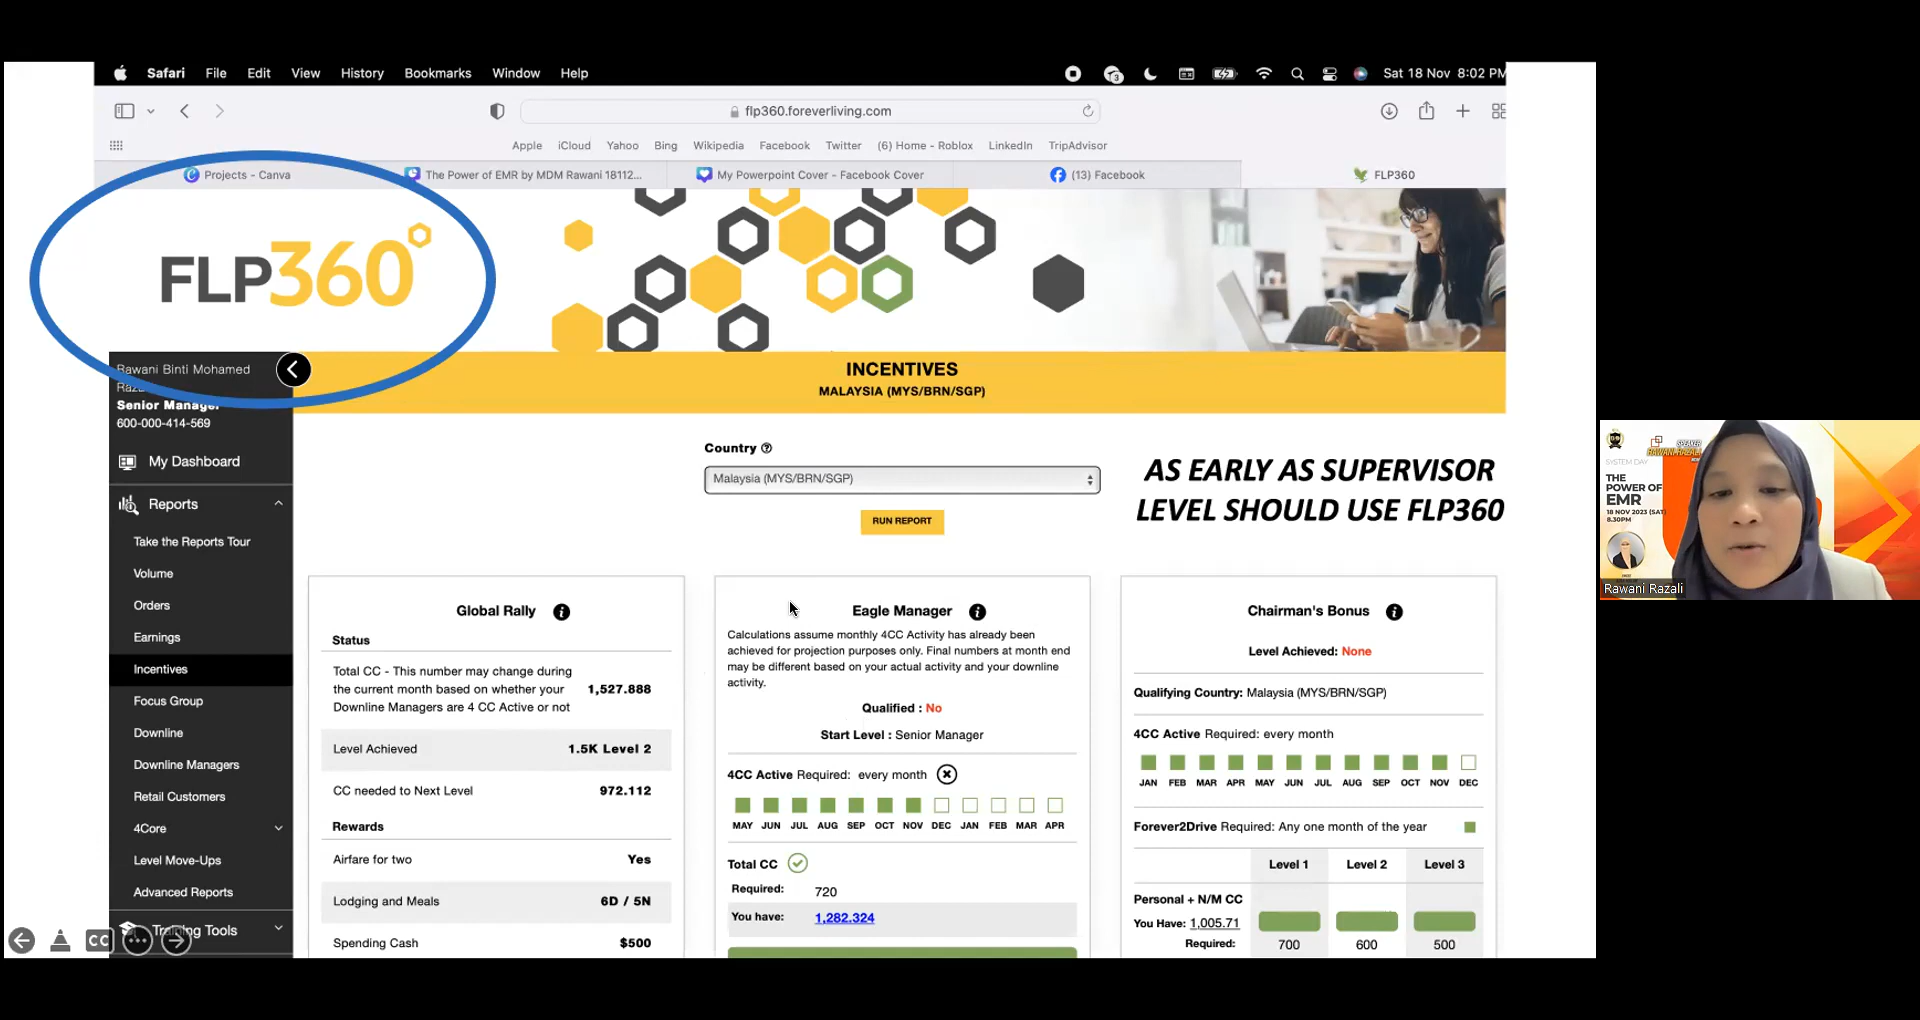 Safari File Edit View History Bookmarks Window Help
3
Sat 18 Nov 8:02 PM
flp360.foreverliving.com
Apple iCloud Yahoo Bing Wikipedia Facebook Twitter (6) Home - Roblox LinkedIn TripAdvisor
Projects - Canva
The Power of EMR by MDM Rawani 18112...
My Powerpoint Cover - Facebook Cover
(13) Facebook
FLP360
FLP360
INCENTIVES
MALAYSIA (MYS/BRN/SGP)
Rawani Binti Mohamed
Senior Manager
600-000-414-569
My Dashboard
Reports
Take the Reports Tour
Volume
Orders
Earnings
Incentives
Focus Group
Downline
Downline Managers
Retail Customers
4Core
Level Move-Ups
Advanced Reports
Training Tools
CC
Country
Malaysia (MYS/BRN/SGP)
RUN REPORT
AS EARLY AS SUPERVISOR
LEVEL SHOULD USE FLP360
Global Rally
Status
Total CC - This number may change during
the current month based on whether your
Downline Managers are 4 CC Active or not
1,527.888
Level Achieved 1.5K Level 2
CC needed to Next Level 972.112
Rewards
Airfare for two Yes
Lodging and Meals 6D / 5N
Spending Cash $500
Eagle Manager
Calculations assume monthly 4CC Activity has already been
achieved for projection purposes only. Final numbers at month end
may be different based on your actual activity and your downline
activity.
Qualified : No
Start Level : Senior Manager
4CC Active Required: every month
MAY JUN JUL AUG SEP OCT NOV DEC JAN FEB MAR APR
Total CC
Required: 720
You have: 1,282.324
Chairman's Bonus
Level Achieved: None
Qualifying Country: Malaysia (MYS/BRN/SGP)
4CC Active Required: every month
JAN FEB MAR APR MAY JUN JUL AUG SEP OCT NOV DEC
Forever2Drive Required: Any one month of the year
Level 1 Level 2 Level 3
Personal + N/M CC
You Have: 1,005.71
Required: 700 600 500
SPEAKER
RAWANI RAZALI
SYSTEM DAY
THE
POWER OF
EMR
18 NOV 2023 (SAT)
8.30PM
Rawani Razali